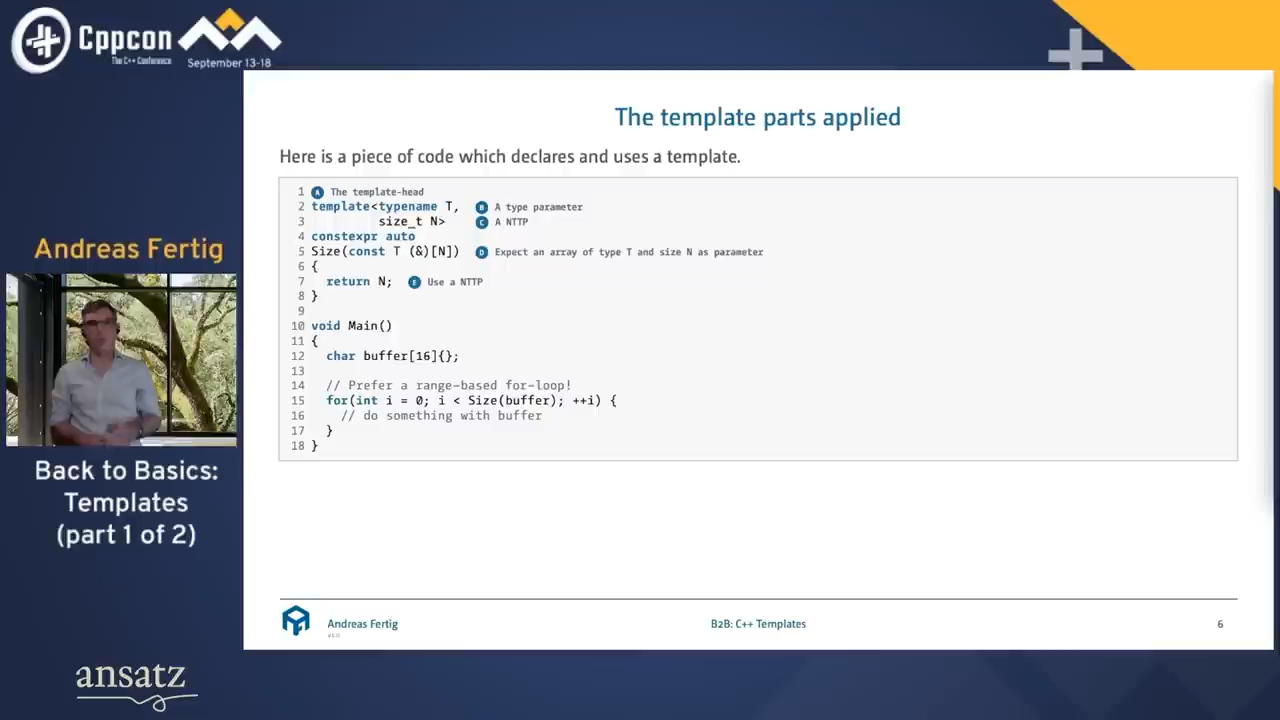 Cppcon
The C++ Conference
September 13-18
Andreas Fertig
Back to Basics:
Templates
(part 1 of 2)
ansatz
The template parts applied
Here is a piece of code which declares and uses a template.
1 A The template-head
2 template<typename T, B A type parameter
3 size_t N> C A NTTP
4 constexpr auto
5 Size(const T (&)[N]) D Expect an array of type T and size N as parameter
6 {
7 return N; E Use a NTTP
8 }
9
10 void Main()
11 {
12 char buffer[16]{};
13
14 // Prefer a range-based for-loop!
15 for(int i = 0; i < Size(buffer); ++i) {
16 // do something with buffer
17 }
18 }
Andreas Fertig B2B: C++ Templates 6
v1.0